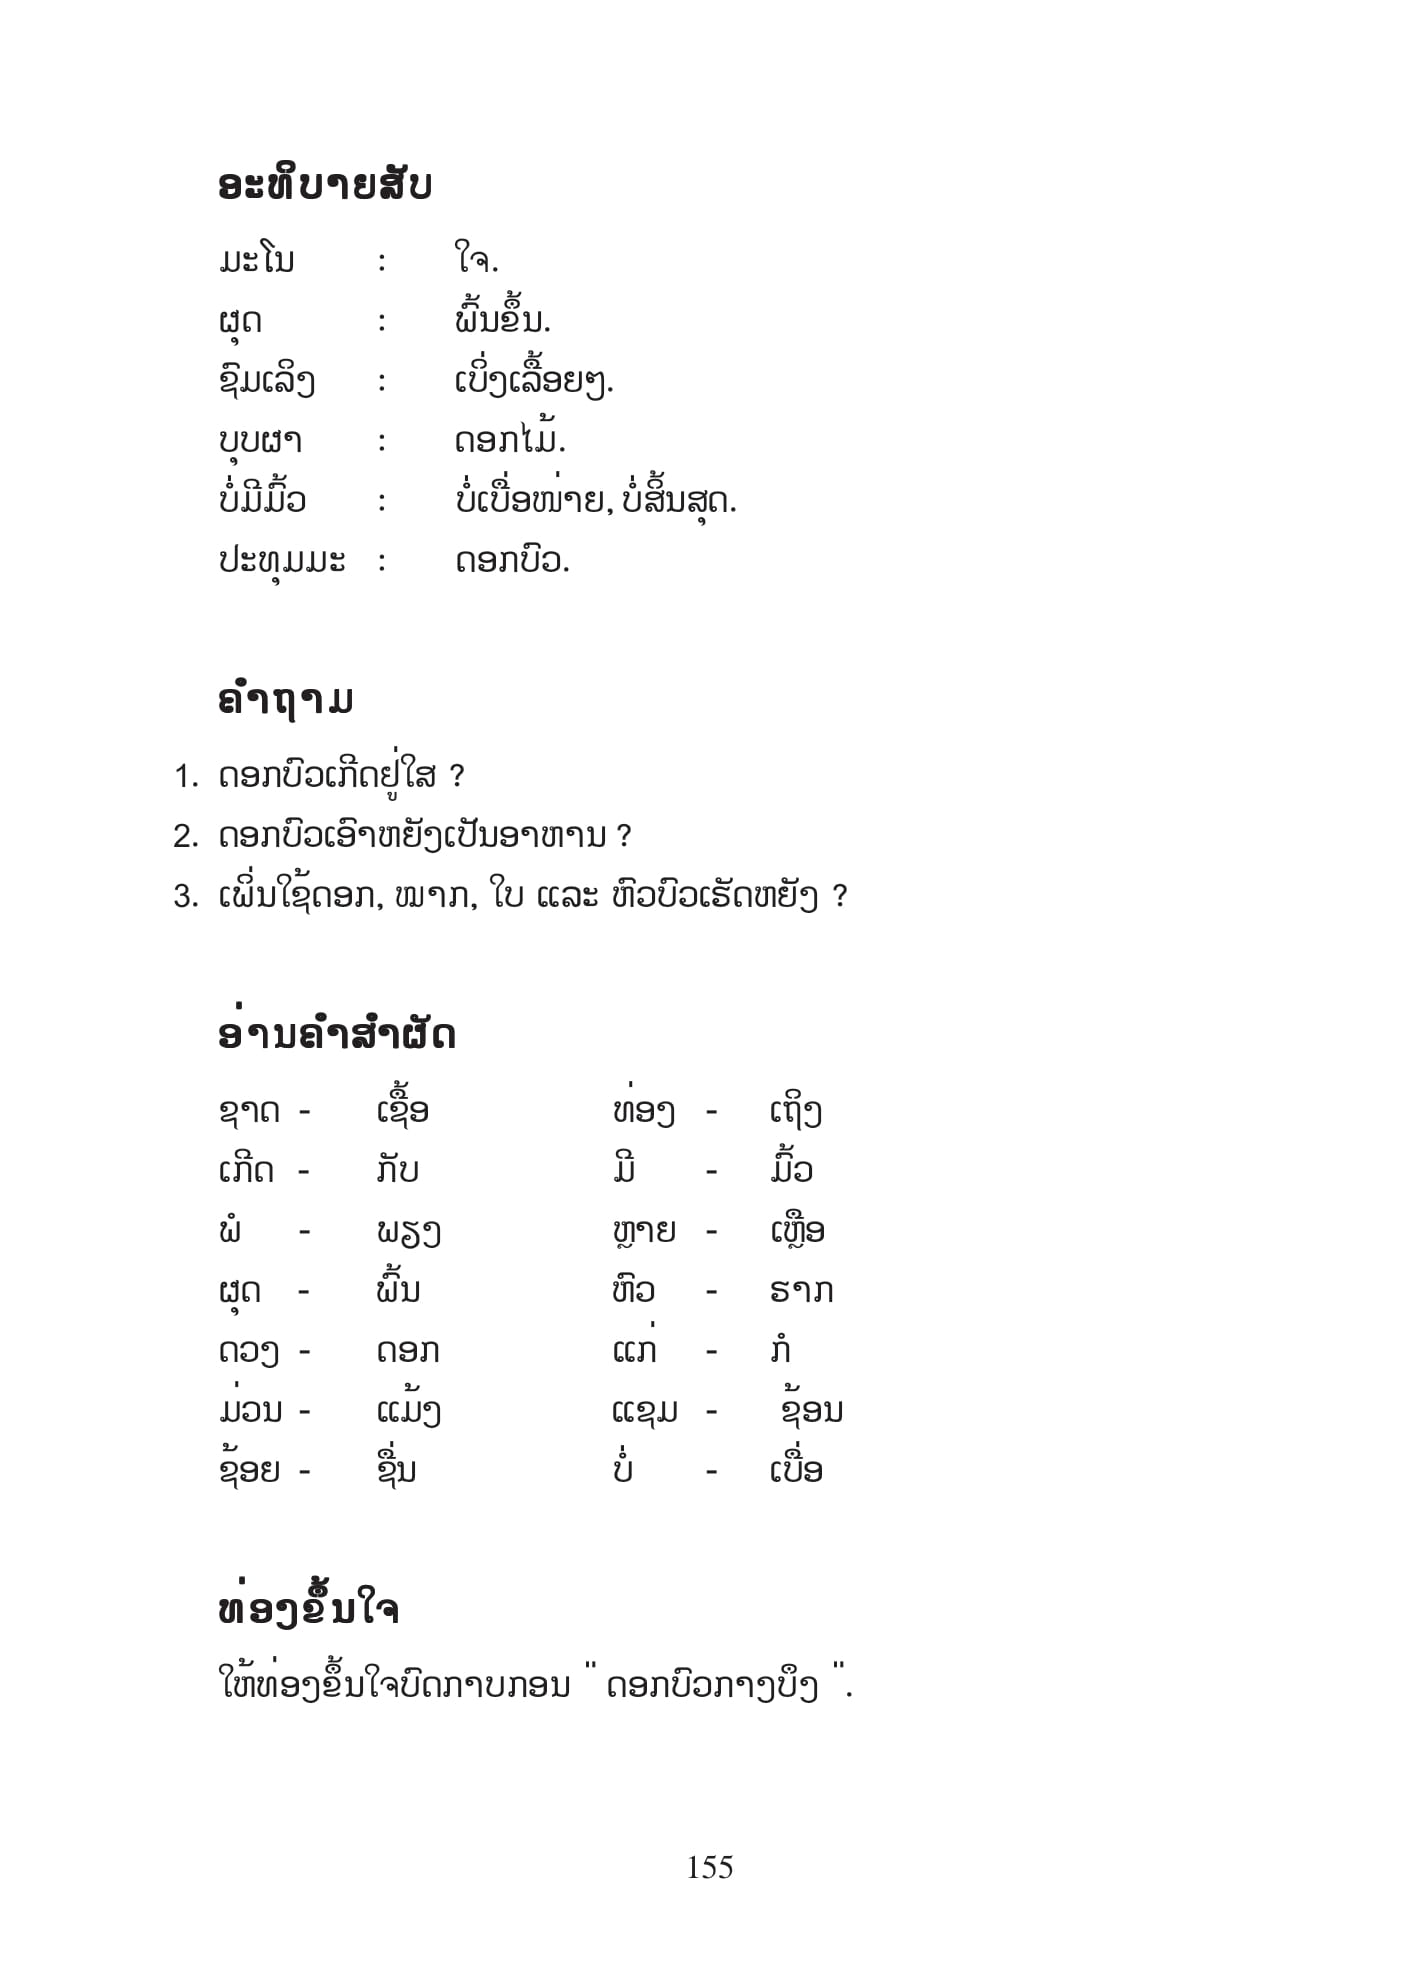 ອະທິບາຍສັບ
ມະໂນ : ໃຈ.
ຜຸດ : ພົ້ນຂຶ້ນ.
ຊົມເລິງ : ເບິ່ງເລື້ອຍໆ.
ບຸບຜາ : ດອກໄມ້.
ບໍ່ມີມົ້ວ : ບໍ່ເບື່ອໜ່າຍ, ບໍ່ສິ້ນສຸດ.
ປະທຸມມະ : ດອກບົວ.
ຄຳຖາມ
1. ດອກບົວເກີດຢູ່ໃສ ?
2. ດອກບົວເອົາຫຍັງເປັນອາຫານ ?
3. ເພິ່ນໃຊ້ດອກ, ໝາກ, ໃບ ແລະ ຫົວບົວເຮັດຫຍັງ ?
ອ່ານຄຳສຳຜັດ
ຊາດ - ເຊື້ອ ທ່ອງ - ເຖິງ
ເກີດ - ກັບ ມີ - ມົ້ວ
ພໍ - ພຽງ ຫຼາຍ - ເຫຼືອ
ຜຸດ - ພົ້ນ ຫົວ - ຮາກ
ດວງ - ດອກ ແກ່ - ກໍ
ມ່ວນ - ແມ້ງ ແຊມ - ຊ້ອນ
ຊ້ອຍ - ຊື່ນ ບໍ່ - ເບື່ອ
ທ່ອງຂຶ້ນໃຈ
ໃຫ້ທ່ອງຂຶ້ນໃຈບົດກາບກອນ " ດອກບົວກາງບຶງ ".
155